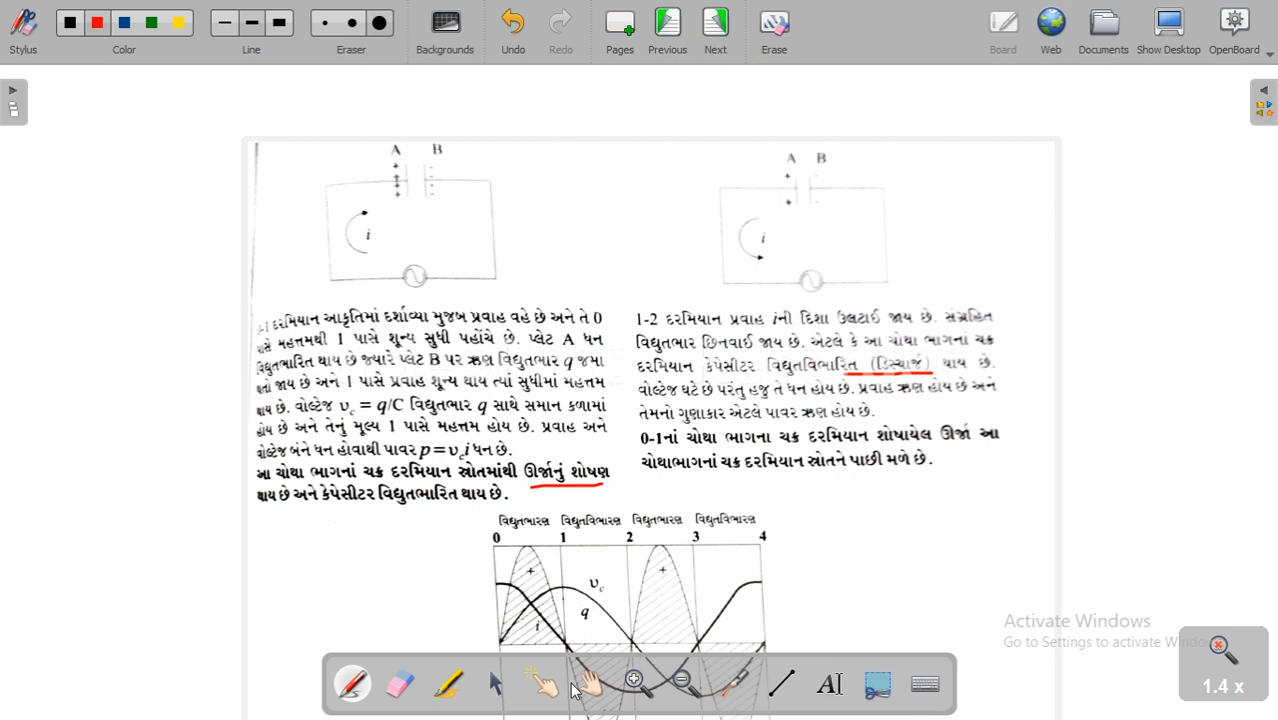 Stylus Color Line Eraser Backgrounds Undo Redo Pages Previous Next Erase Board Web Documents Show Desktop OpenBoard
A B
A B
i
i
દરમિયાન આકૃતિમાં દર્શાવ્યા મુજબ પ્રવાહ વહે છે અને તે 0
પાસે મહત્તમથી 1 પાસે શૂન્ય સુધી પહોંચે છે. પ્લેટ A ધન
વિદ્યુતભારિત થાય છે જ્યારે પ્લેટ B પર ઋણ વિદ્યુતભાર q જમા
થતો જાય છે અને 1 પાસે પ્રવાહ શૂન્ય થાય ત્યાં સુધીમાં મહત્તમ
થાય છે. વોલ્ટેજ υc = q/C વિદ્યુતભાર q સાથે સમાન કળામાં
હોય છે અને તેનું મૂલ્ય 1 પાસે મહત્તમ હોય છે. પ્રવાહ અને
વોલ્ટેજ બંને ધન હોવાથી પાવર p = υc i ધન છે.
આ ચોથા ભાગનાં ચક્ર દરમિયાન સ્રોતમાંથી ઊર્જાનું શોષણ
થાય છે અને કેપેસીટર વિદ્યુતભારિત થાય છે.
1-2 દરમિયાન પ્રવાહ iની દિશા ઉલટાઈ જાય છે. સંગ્રહિત
વિદ્યુતભાર છિનવાઈ જાય છે. એટલે કે આ ચોથા ભાગનાં ચક્ર
દરમિયાન કેપેસીટર વિદ્યુતવિભારિત (ડિસ્ચાર્જ) થાય છે.
વોલ્ટેજ ઘટે છે પરંતુ હજુ તે ધન હોય છે. પ્રવાહ ઋણ હોય છે અને
તેમનો ગુણાકાર એટલે પાવર ઋણ હોય છે.
0-1નાં ચોથા ભાગના ચક્ર દરમિયાન શોષાયેલ ઊર્જા આ
ચોથાભાગનાં ચક્ર દરમિયાન સ્રોતને પાછી મળે છે.
વિદ્યુતભારણ વિદ્યુતવિભારણ વિદ્યુતભારણ વિદ્યુતવિભારણ
0 1 2 3 4
+ +
υc
q
i
Activate Windows
Go to Settings to activate Windows.
1.4 x